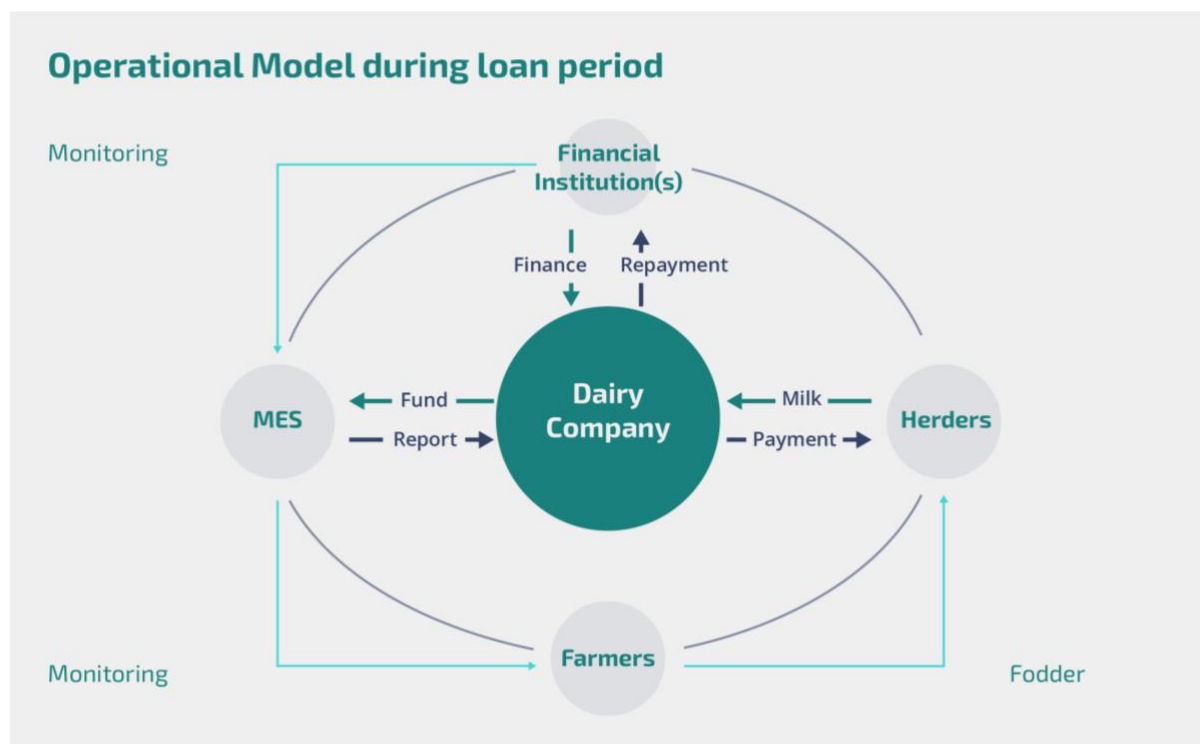 Operational Model during loan period
Monitoring
Financial
Institution(s)
Finance
Repayment
MES
Fund
Report
Dairy
Company
Milk
Payment
Herders
Farmers
Monitoring
Fodder